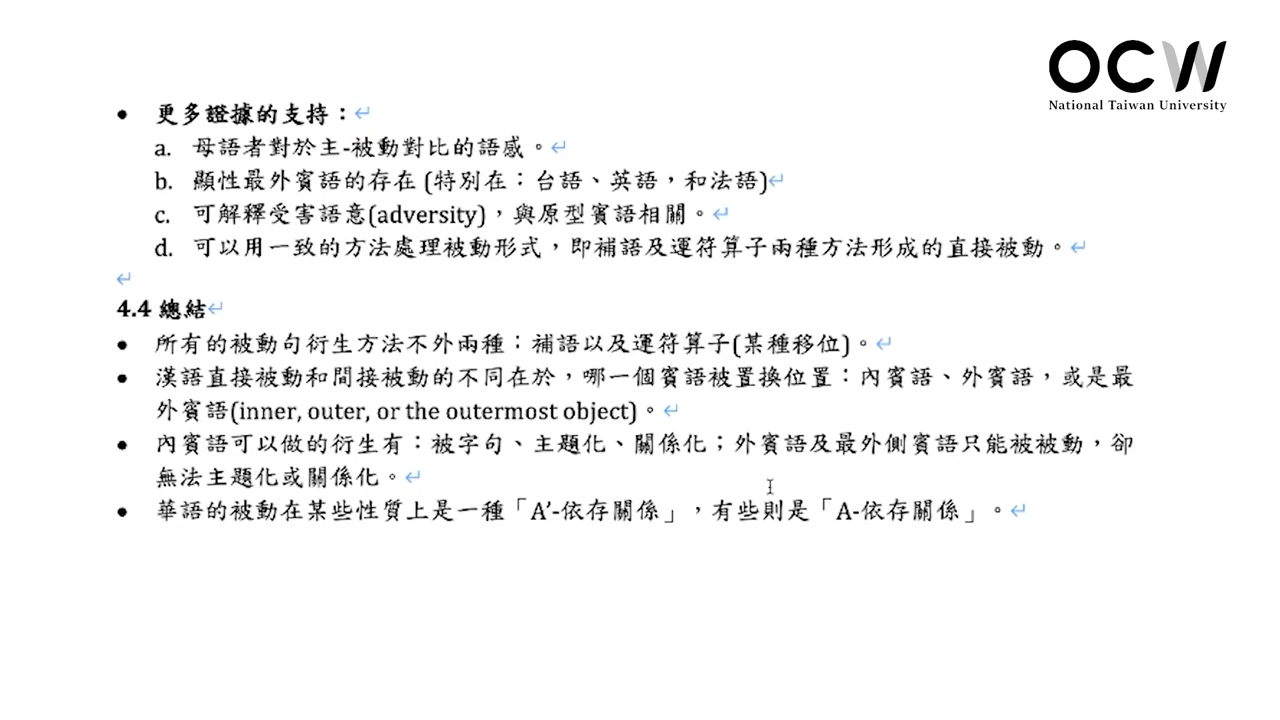 OCW
National Taiwan University
• 更多證據的支持：
a. 母語者對於主-被動對比的語感。
b. 顯性最外賓語的存在 (特別在：台語、英語，和法語)
c. 可解釋受害語意(adversity)，與原型賓語相關。
d. 可以用一致的方法處理被動形式，即補語及運符算子兩種方法形成的直接被動。
4.4 總結
• 所有的被動句衍生方法不外兩種：補語以及運符算子(某種移位)。
• 漢語直接被動和間接被動的不同在於，哪一個賓語被置換位置：內賓語、外賓語，或是最
外賓語(inner, outer, or the outermost object)。
• 內賓語可以做的衍生有：被字句、主題化、關係化；外賓語及最外側賓語只能被被動，卻
無法主題化或關係化。
• 華語的被動在某些性質上是一種「A’-依存關係」，有些則是「A-依存關係」。